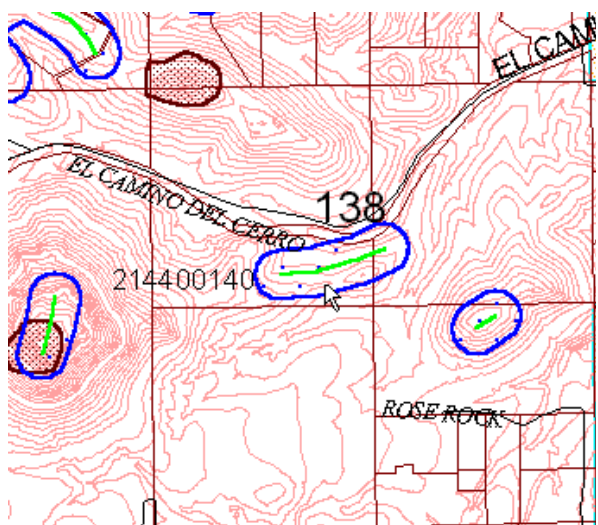 EL CAM
EL CAMINO DEL CERRO
138
214400140
ROSE ROCK